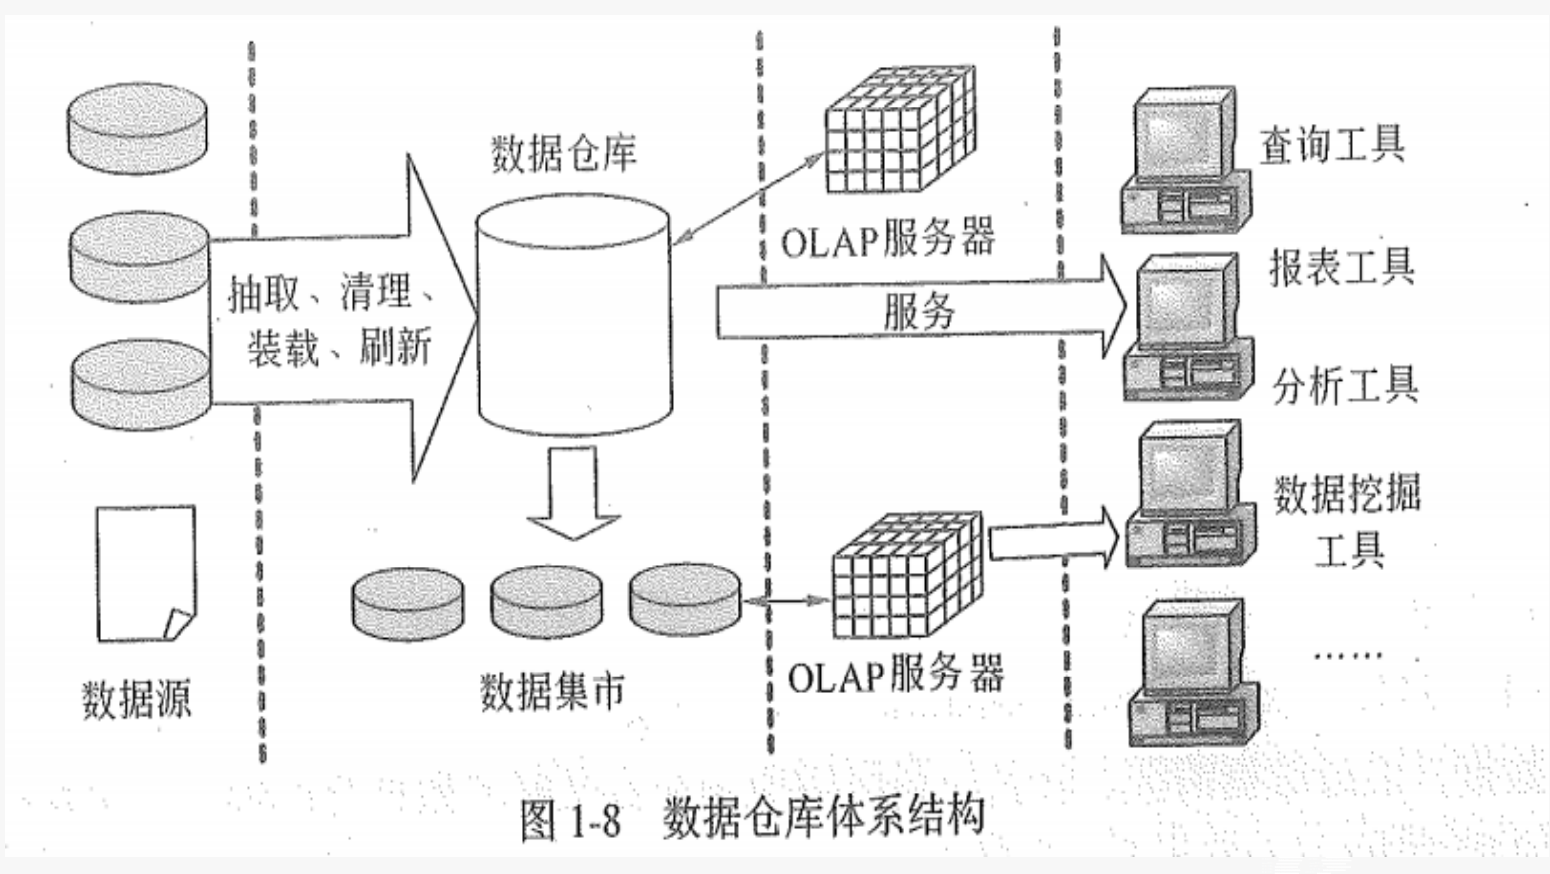 数据仓库
查询工具
OLAP服务器
报表工具
抽取、清理、
装载、刷新
服务
分析工具
数据挖掘
工具
数据源
数据集市
OLAP服务器
……
图 1-8 数据仓库体系结构